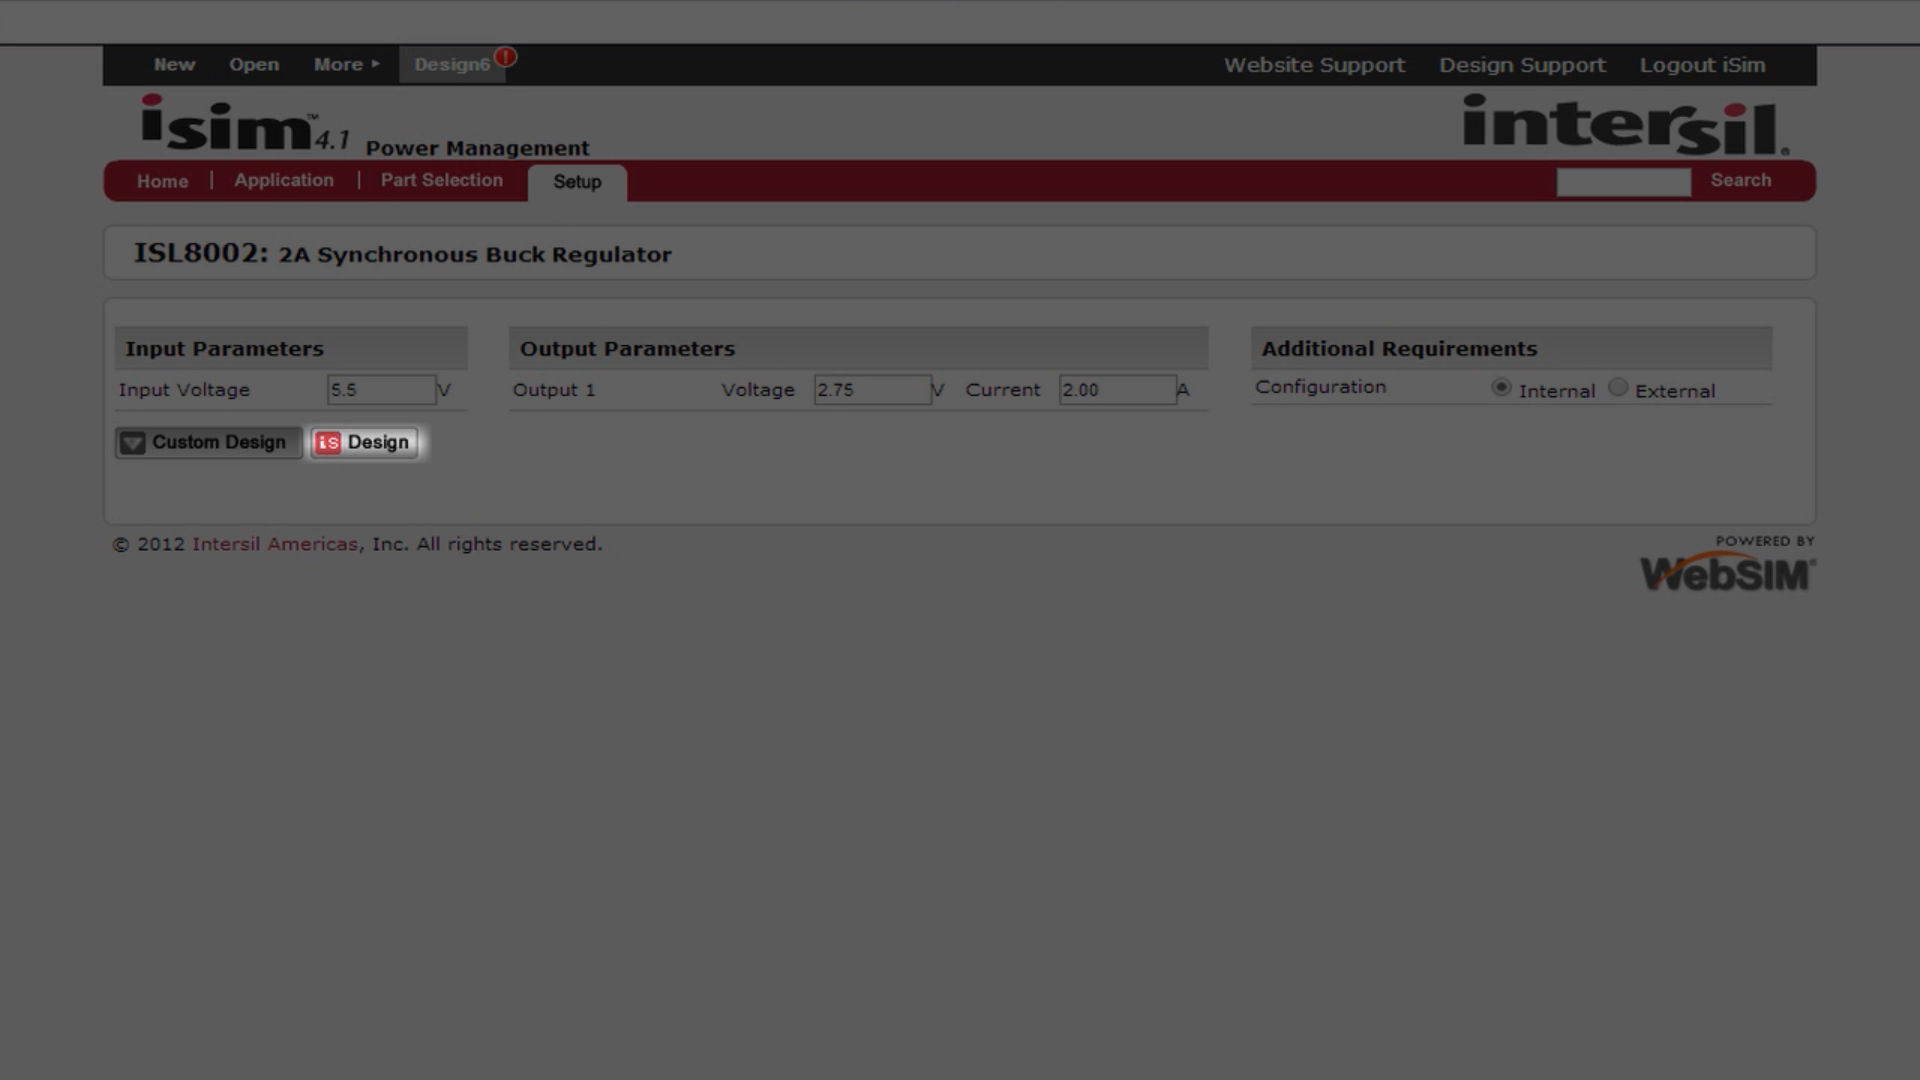 New Open More Design6 ! Website Support Design Support Logout iSim
isim™ 4.1 Power Management intersil®
Home | Application | Part Selection Setup Search
ISL8002: 2A Synchronous Buck Regulator
Input Parameters Output Parameters Additional Requirements
Input Voltage 5.5 V Output 1 Voltage 2.75 V Current 2.00 A Configuration Internal External
Custom Design is Design
© 2012 Intersil Americas, Inc. All rights reserved.
POWERED BY
WebSIM®